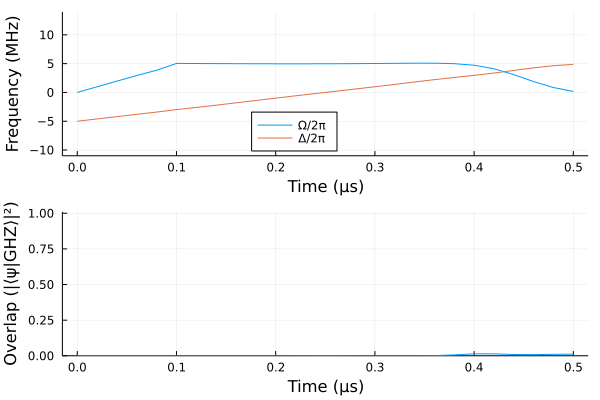 Frequency (MHz)
10
5
0
−5
−10
Ω/2π
Δ/2π
0.0 0.1 0.2 0.3 0.4 0.5
Time (μs)
Overlap (|⟨ψ|GHZ⟩|²)
1.00
0.75
0.50
0.25
0.00
0.0 0.1 0.2 0.3 0.4 0.5
Time (μs)